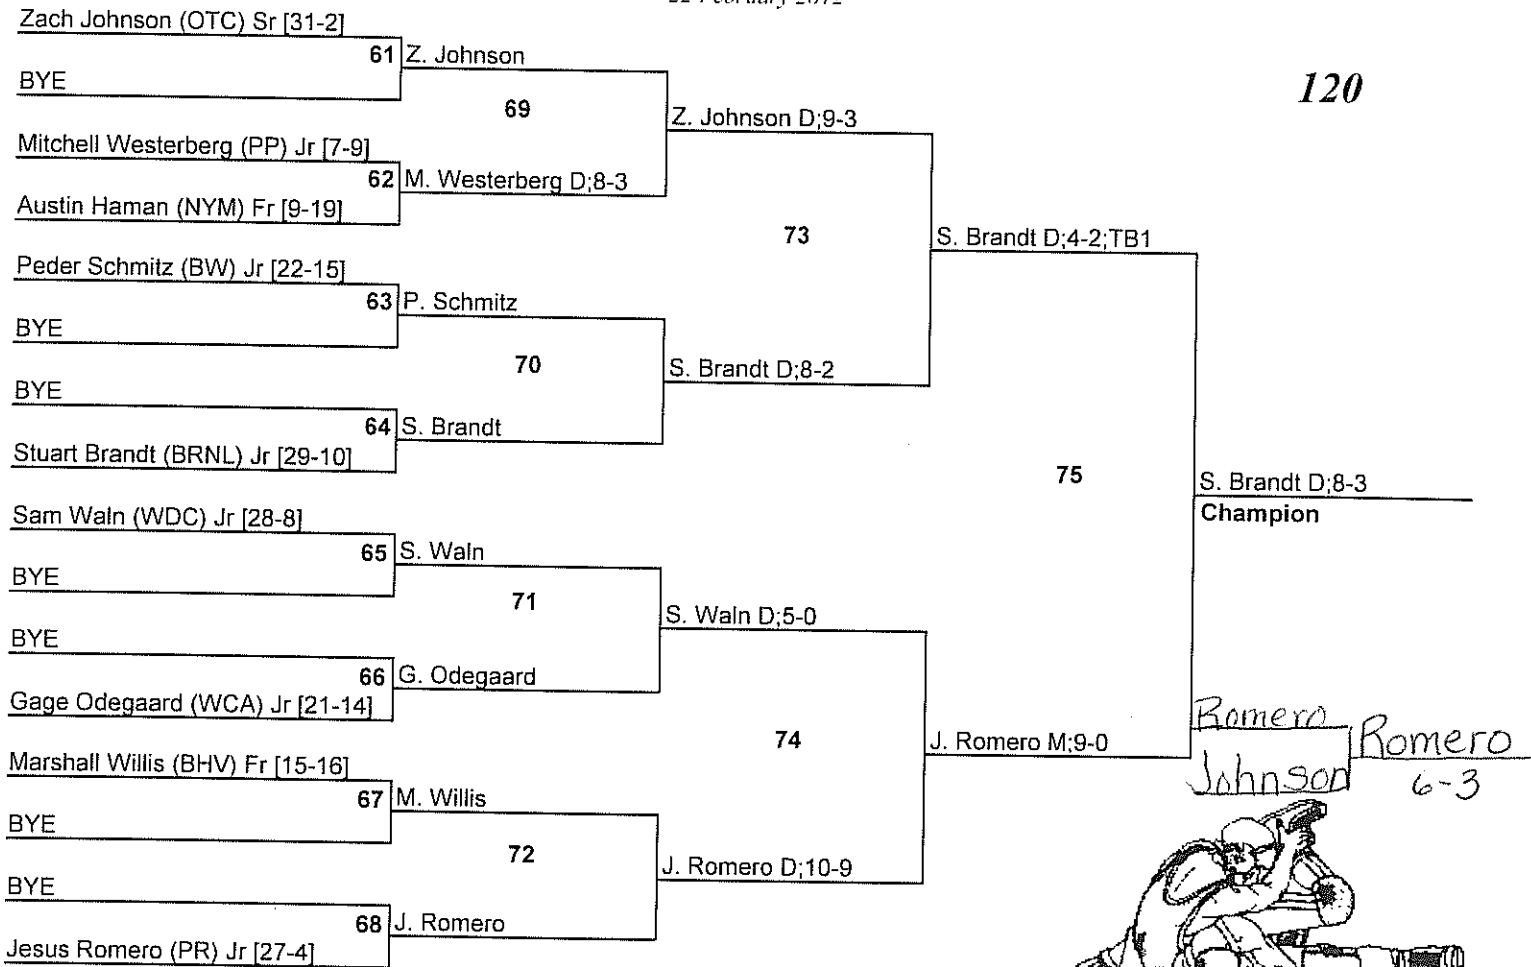 22 February 2012
120
Zach Johnson (OTC) Sr [31-2]
61 Z. Johnson
BYE
69
Z. Johnson D;9-3
Mitchell Westerberg (PP) Jr [7-9]
62 M. Westerberg D;8-3
Austin Haman (NYM) Fr [9-19]
73
S. Brandt D;4-2;TB1
Peder Schmitz (BW) Jr [22-15]
63 P. Schmitz
BYE
70
S. Brandt D;8-2
BYE
64 S. Brandt
Stuart Brandt (BRNL) Jr [29-10]
75
S. Brandt D;8-3
Champion
Sam Waln (WDC) Jr [28-8]
65 S. Waln
BYE
71
S. Waln D;5-0
BYE
66 G. Odegaard
Gage Odegaard (WCA) Jr [21-14]
74
J. Romero M;9-0
Romero
Johnson
Romero
6-3
Marshall Willis (BHV) Fr [15-16]
67 M. Willis
BYE
72
J. Romero D;10-9
BYE
68 J. Romero
Jesus Romero (PR) Jr [27-4]